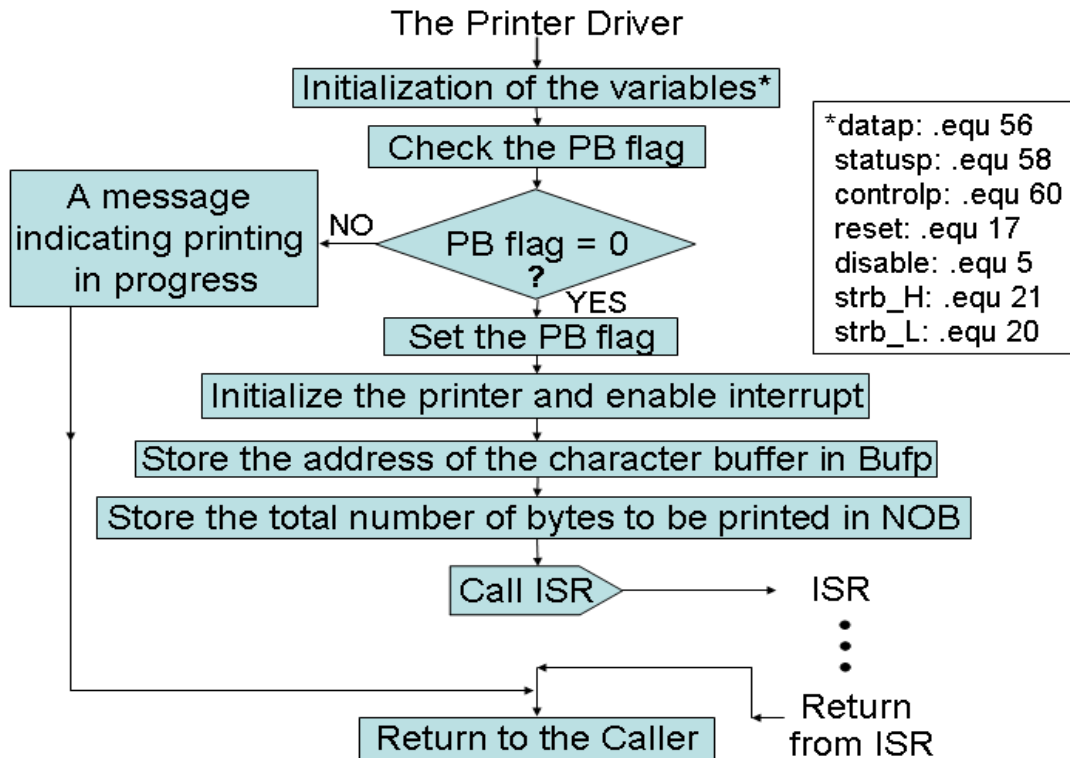 The Printer Driver
Initialization of the variables*
Check the PB flag
PB flag = 0
?
NO
A message
indicating printing
in progress
YES
Set the PB flag
Initialize the printer and enable interrupt
Store the address of the character buffer in Bufp
Store the total number of bytes to be printed in NOB
Call ISR
ISR
Return
from ISR
Return to the Caller
*datap: .equ 56
statusp: .equ 58
controlp: .equ 60
reset: .equ 17
disable: .equ 5
strb_H: .equ 21
strb_L: .equ 20